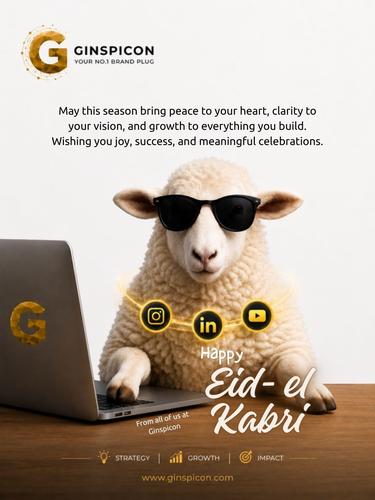 G
GINSPICON
YOUR NO.1 BRAND PLUG
May this season bring peace to your heart, clarity to
your vision, and growth to everything you build.
Wishing you joy, success, and meaningful celebrations.
in
G
Happy
Eid-el
Kabri
From all of us at
Ginspicon
STRATEGY
GROWTH
IMPACT
www.ginspicon.com